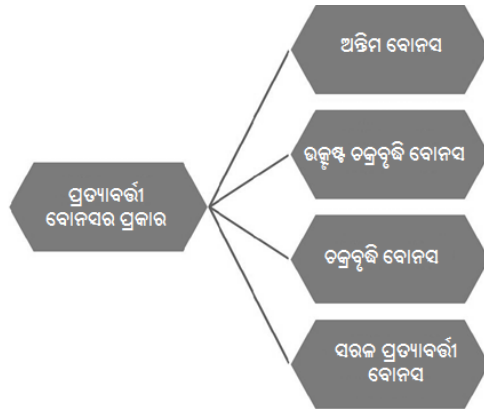 ପ୍ରତ୍ୟାବର୍ତ୍ତୀ
ବୋନସର ପ୍ରକାର
ଅନ୍ତିମ ବୋନସ
ଉତ୍କୃଷ୍ଟ ଚକ୍ରବୃଦ୍ଧି ବୋନସ
ଚକ୍ରବୃଦ୍ଧି ବୋନସ
ସରଳ ପ୍ରତ୍ୟାବର୍ତ୍ତୀ
ବୋନସ